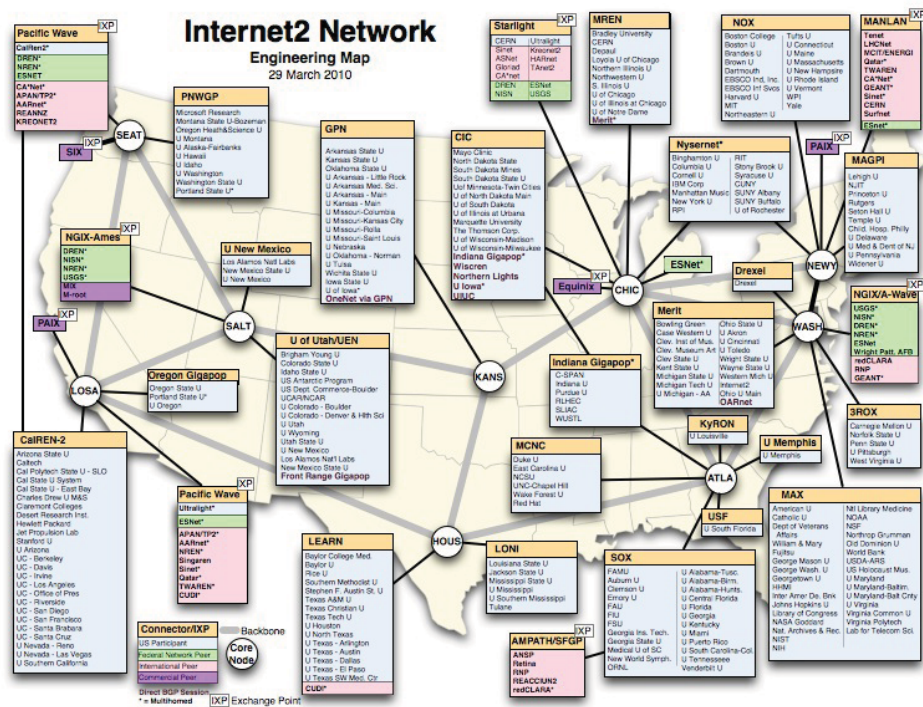 Internet2 Network
Engineering Map
29 March 2010
Pacific Wave
IXP
CalRen2*
DREN*
NREN*
ESNET
CA*Net*
APAN/TP2*
AARnet*
REANNZ
KREONET2
SEAT
IXP
SIX
PNWGP
Microsoft Research
Montana State U-Bozeman
Oregon Heath&Science U
U Montana
U Alaska-Fairbanks
U Hawaii
U Idaho
U Washington
Washington State U
Portland State U*
GPN
Arkansas State U
Kansas State U
Oklahoma State U
U Arkansas - Little Rock
U Arkansas Med. Sci.
U Arkansas - Main
U Kansas - Main
U Missouri-Columbia
U Missouri-Kansas City
U Missouri-Rolla
U Missouri-Saint Louis
U Nebraska
U Oklahoma - Norman
U Tulsa
Wichita State U
Iowa State U
U of Iowa*
OneNet via GPN
CIC
Mayo Clinic
North Dakota State
South Dakota Mines
South Dakota State U
Uof Minnesota-Twin Cities
U of North Dakota Main
U of South Dakota
U of Illinois at Urbana
Marquette University
The Thomson Corp.
U of Wisconsin-Madison
U of Wisconsin-Milwaukee
Indiana Gigapop*
Wiscren
Northern Lights
U Iowa*
UIUC
Starlight
IXP
CERN Ultralight
Sinet Kreonet2
ASNet HARnet
Gloriad TAnet2
CA*net
DREN ESNet
NISN USGS
MREN
Bradley University
CERN
Depaul
Loyola U of Chicago
Northern Illinois U
Northwestern U
S. Illinois U
U of Chicago
U of Illinois at Chicago
U of Notre Dame
Merit*
NOX
Boston College Tufts U
Boston U U Connecticut
Brandeis U U Maine
Brown U U Massachusetts
Dartmouth U New Hampshire
EBSCO Ind, Inc. U Rhode Island
EBSCO Inf Svcs U Vermont
Harvard U WPI
MIT Yale
Northeastern U
MANLAN
IXP
Tenet
LHCNet
MCIT/ENERGI
Qatar*
TWAREN
CA*Net*
GEANT*
Sinet*
CERN
Surfnet
ESnet*
IXP
PAIX
Nysernet*
Binghamton U RIT
Columbia U Stony Brook U
Cornell U Syracuse U
IBM Corp CUNY
Manhattan Music SUNY Albany
New York U SUNY Buffalo
RPI U of Rochester
MAGPI
Lehigh U
NJIT
Princeton U
Rutgers
Seton Hall U
Temple U
Child. Hosp. Philly
U Delaware
U Med & Dent of NJ
U Pennsylvania
Widener U
NGIX-Ames
IXP
DREN*
NISN*
NREN*
USGS*
MIX
M-root
U New Mexico
Los Alamos Natl Labs
New Mexico State U
U New Mexico
IXP
Equinix
CHIC
ESNet*
NEWY
Drexel
Drexel
WASH
NGIX/A-Wave
IXP
USGS*
NISN*
DREN*
NREN*
ESNet
Wright Patt. AFB
redCLARA
RNP
GEANT*
PAIX
IXP
SALT
LOSA
KANS
Merit
Bowling Green Ohio State U
Case Western U U Akron
Clev. Inst of Mus. U Cincinnati
Clev. Museum Art U Toledo
Clev State U Wright State U
Kent State U Wayne State U
Michigan State U Western Mich U
Michigan Tech U Internet2
U Michigan - AA Ohio U Main
OARnet
Oregon Gigapop
Oregon State U
Portland State U*
U Oregon
U of Utah/UEN
Brigham Young U
Colorado State U
Idaho State U
US Antarctic Program
US Dept. Commerce-Boulder
UCAR/NCAR
U Colorado - Boulder
U Colorado - Denver & Hlth Sci
U Utah
U Wyoming
Utah State U
U New Mexico
Los Alamos Nat'l Labs
New Mexico State U
Front Range Gigapop
Indiana Gigapop*
C-SPAN
Indiana U
Purdue U
RLHEC
SLIAC
WUSTL
KyRON
U Louisville
U Memphis
U Memphis
3ROX
Carnegie Mellon U
Norfolk State U
Penn State U
U Pittsburgh
West Virginia U
CalREN-2
Arizona State U
Caltech
Cal Polytech State U - SLO
Cal State U System
Cal State U - East Bay
Charles Drew U M&S
Claremont Colleges
Desert Research Inst.
Hewlett Packard
Jet Propulsion Lab
Stanford U
U Arizona
UC - Berkeley
UC - Davis
UC - Irvine
UC - Los Angeles
UC - Office of Pres
UC - Riverside
UC - San Diego
UC - San Francisco
UC - Santa Brabara
UC - Santa Cruz
U Nevada - Reno
U Nevada - Las Vegas
U Southern California
Pacific Wave
IXP
Ultralight*
ESNet*
APAN/TP2*
AARnet*
NREN*
Singaren
Sinet*
Qatar*
TWAREN*
CUDI*
MCNC
Duke U
East Carolina U
NCSU
UNC-Chapel Hill
Wake Forest U
Red Hat
ATLA
USF
U South Florida
HOUS
LEARN
Baylor College Med.
Baylor U
Rice U
Southern Methodist U
Stephen F. Austin St. U
Texas A&M U
Texas Christian U
Texas Tech U
U Houston
U North Texas
U Texas - Arlington
U Texas - Austin
U Texas - Dallas
U Texas - El Paso
U Texas SW Med. Ctr
CUDI*
LONI
Louisiana State U
Jackson State U
Mississippi State U
U Mississippi
U Southern Mississippi
Tulane
SOX
FAMU U Alabama-Tusc.
Auburn U U Alabama-Birm.
Clemson U U Alabama-Hunts.
Emory U U Central Florida
FAU U Florida
FIU U Georgia
FSU U Kentucky
Georgia Ins. Tech. U Miami
Georgia State U U Puerto Rico
Medical U of SC U South Carolina-Col.
New World Symph. U Tennesseee
ORNL Vanderbilt U
MAX
American U Ntl Library Medicine
Catholic U NOAA
Dept of Veterans NSF
Affairs Northrop Grumman
William & Mary Old Dominion U
Fujitsu World Bank
George Mason U USDA-ARS
George Wash. U US Holocaust Mus.
Georgetown U U Maryland
HHMI U Maryland-Baltim.
Inter Amer De. Bnk U Maryland-Balt Cnty
Johns Hopkins U U Virginia
Library of Congress Virginia Common U
NASA Goddard Virginia Polytech
Nat. Archives & Rec. Lab for Telecom Sci.
NIST
NIH
AMPATH/SFGP
IXP
ANSP
Retina
RNP
REACCIUN2
redCLARA*
Connector/IXP
US Participant
Federal Network Peer
International Peer
Commercial Peer
Direct BGP Session
* = Multihomed
Backbone
Core
Node
IXP Exchange Point